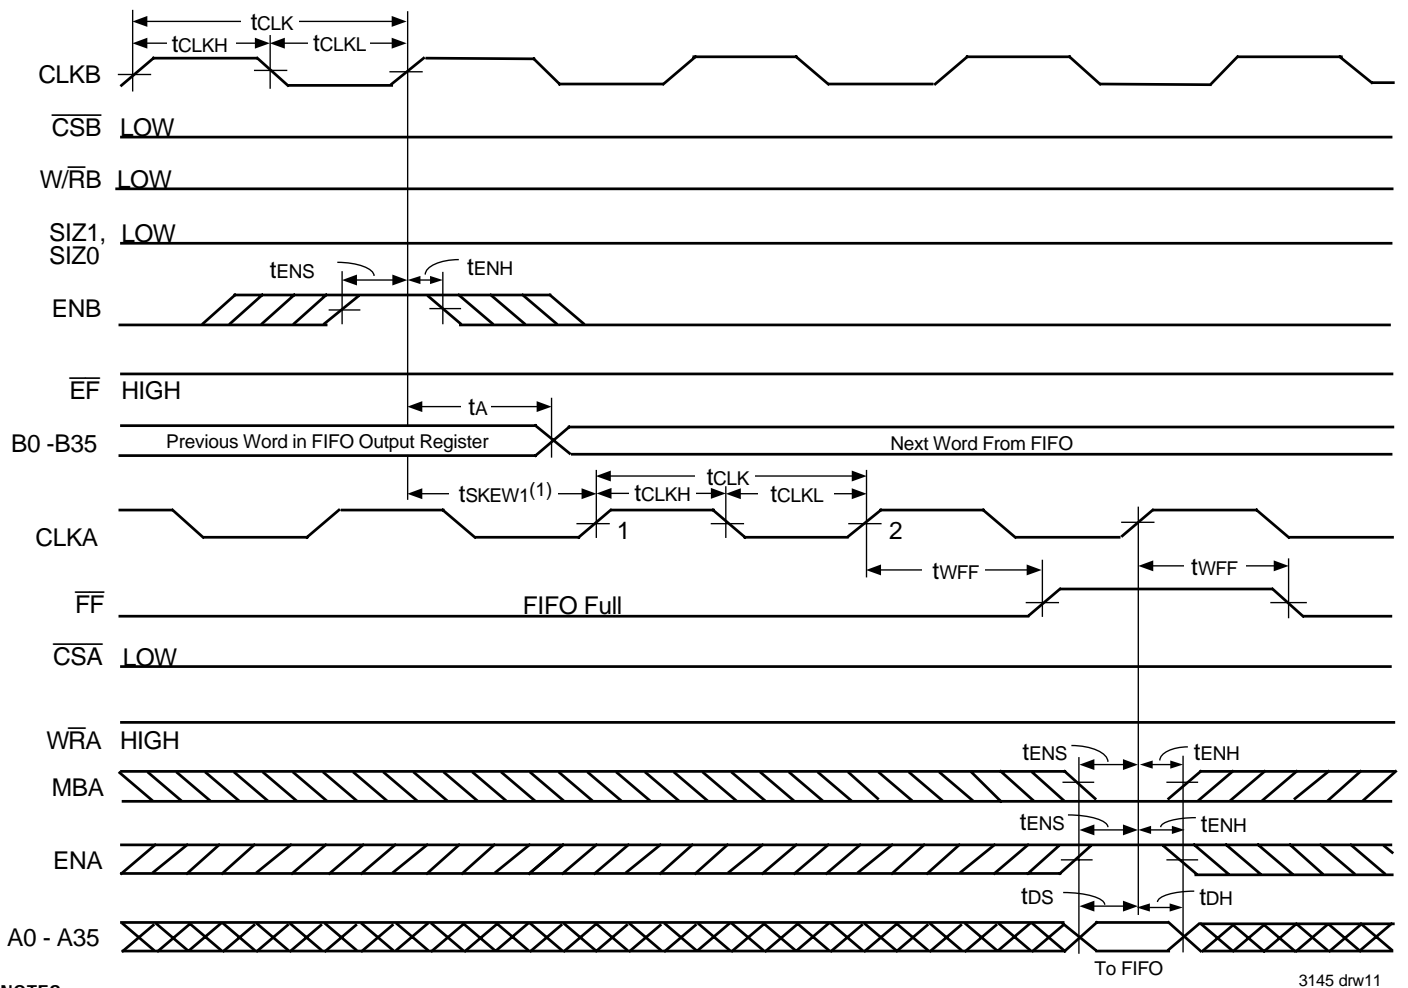 tCLK
tCLKH tCLKL
CLKB
CSB LOW
W/RB LOW
SIZ1, LOW
SIZ0
tENS tENH
ENB
EF HIGH
tA
B0 -B35 Previous Word in FIFO Output Register Next Word From FIFO
tCLK
tSKEW1(1) tCLKH tCLKL
CLKA 1 2
tWFF tWFF
FF FIFO Full
CSA LOW
WRA HIGH
tENS tENH
MBA
tENS tENH
ENA
tDS tDH
A0 - A35
To FIFO
3145 drw11